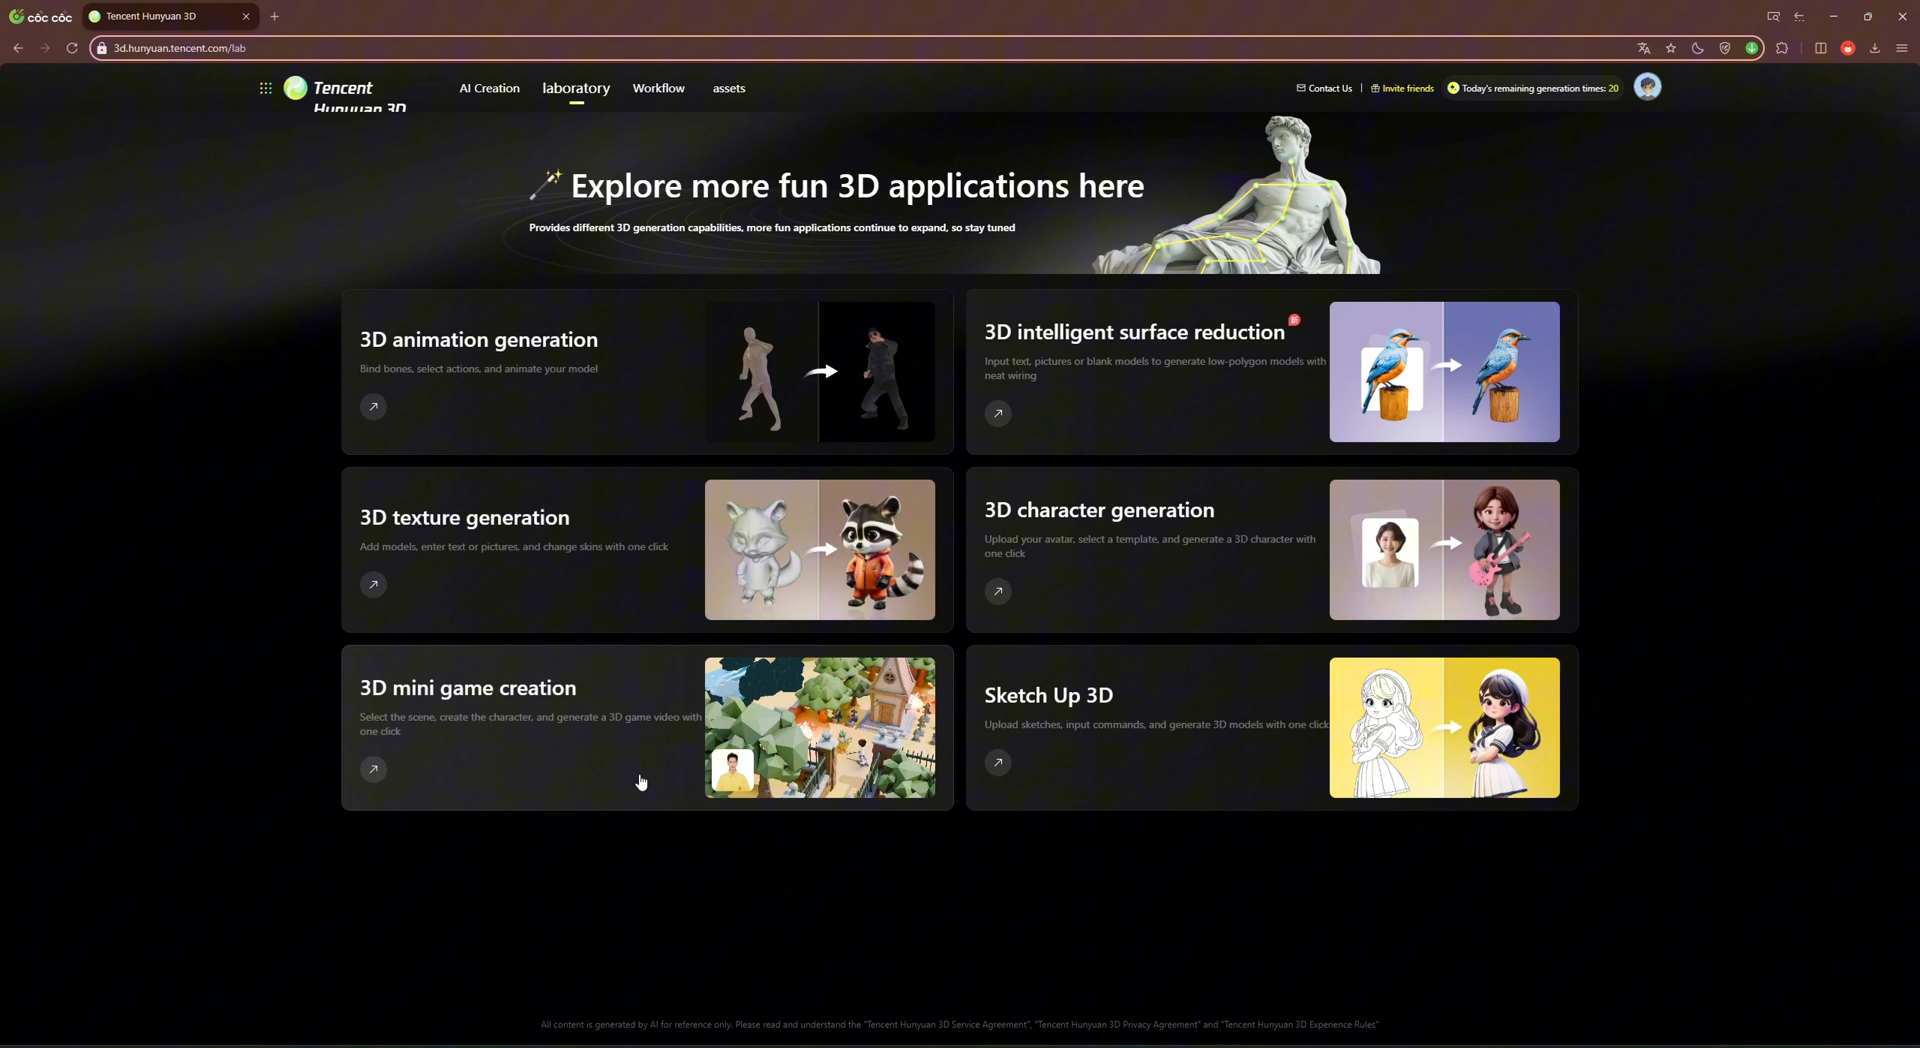 cốc cốc
Tencent Hunyuan 3D
3d.hunyuan.tencent.com/lab
Tencent
Hunyuan 3D
AI Creation
laboratory
Workflow
assets
Contact Us
Invite friends
Today's remaining generation times: 20
Explore more fun 3D applications here
Provides different 3D generation capabilities, more fun applications continue to expand, so stay tuned
3D animation generation
Bind bones, select actions, and animate your model
3D intelligent surface reduction
新
Input text, pictures or blank models to generate low-polygon models with
neat wiring
3D texture generation
Add models, enter text or pictures, and change skins with one click
3D character generation
Upload your avatar, select a template, and generate a 3D character with
one click
3D mini game creation
Select the scene, create the character, and generate a 3D game video with
one click
Sketch Up 3D
Upload sketches, input commands, and generate 3D models with one click
All content is generated by AI for reference only. Please read and understand the "Tencent Hunyuan 3D Service Agreement", "Tencent Hunyuan 3D Privacy Agreement" and "Tencent Hunyuan 3D Experience Rules"